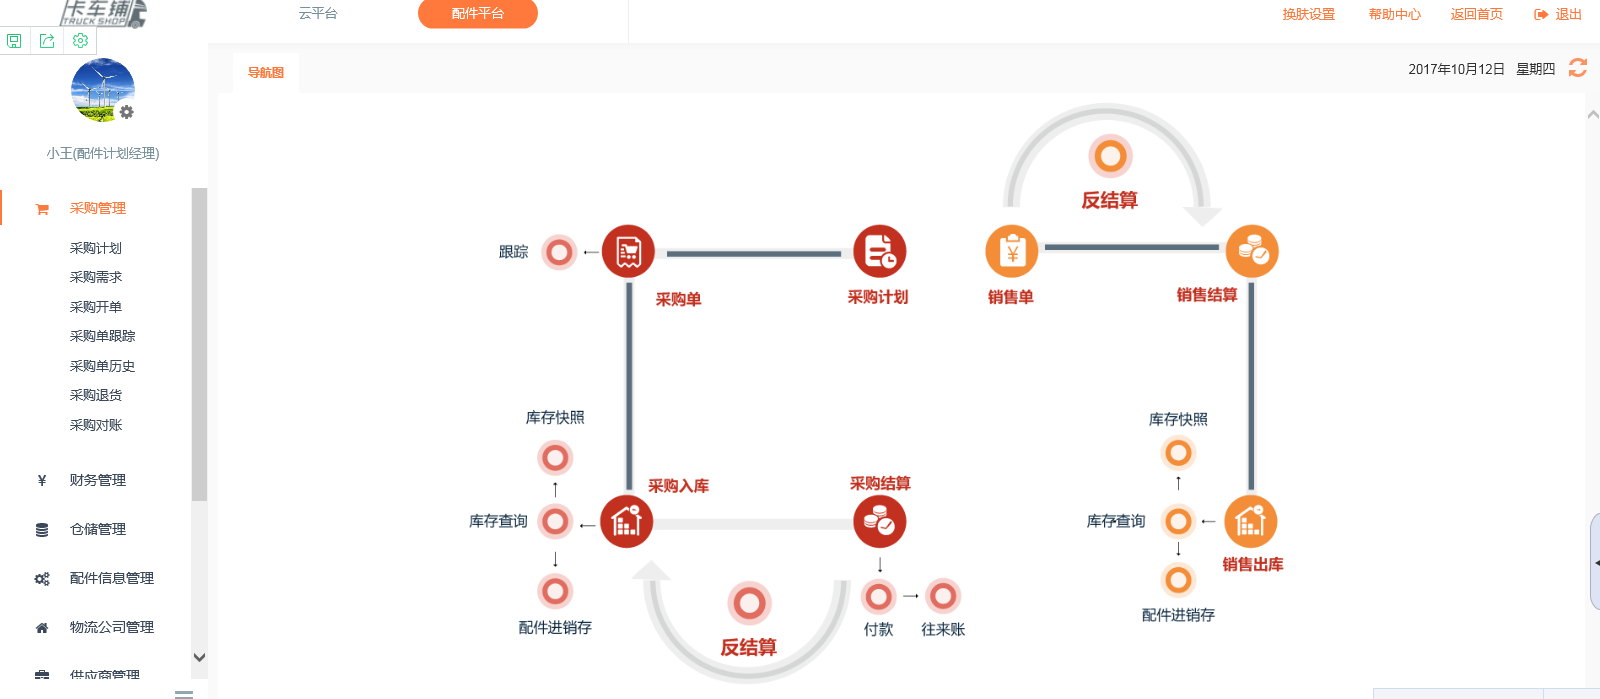 卡车铺
TRUCK SHOP
云平台
配件平台
换肤设置
帮助中心
返回首页
退出
导航图
2017年10月12日 星期四
小王(配件计划经理)
采购管理
采购计划
采购需求
采购开单
采购单跟踪
采购单历史
采购退货
采购对账
¥ 财务管理
仓储管理
配件信息管理
物流公司管理
供应商管理
跟踪
采购单
采购计划
库存快照
库存查询
配件进销存
采购入库
采购结算
反结算
付款
往来账
反结算
¥
销售单
销售结算
库存快照
库存查询
配件进销存
销售出库